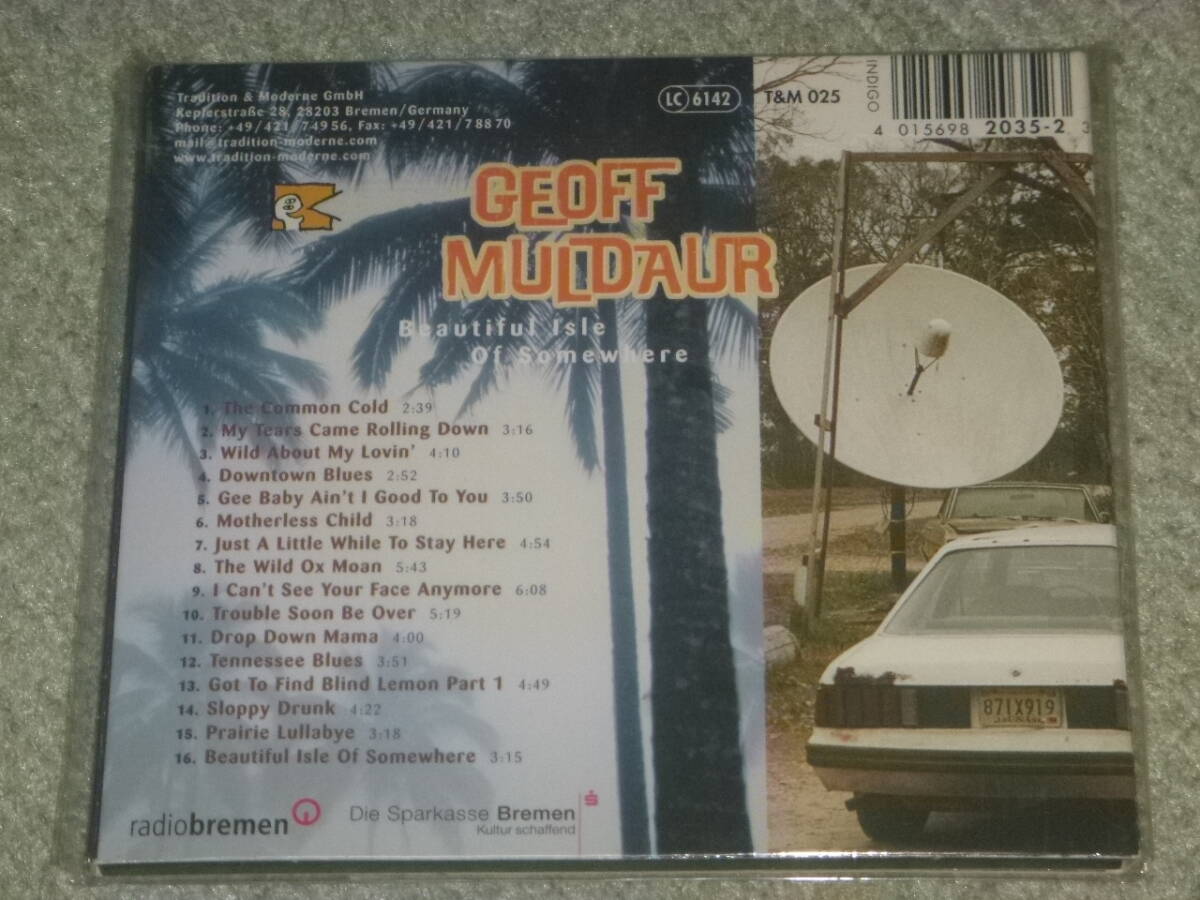 Tradition & Moderne GmbH
Keplerstraße 28, 28203 Bremen/Germany
Phone: +49/421/74956, Fax: +49/421/78870
mail@tradition-moderne.com
www.tradition-moderne.com
LC 6142
T&M 025
INDIGO
4 015698 2035-2 3
GEOFF
MULDAUR
Beautiful Isle
Of Somewhere
1. The Common Cold 2:39
2. My Tears Came Rolling Down 3:16
3. Wild About My Lovin' 4:10
4. Downtown Blues 2:52
5. Gee Baby Ain't I Good To You 3:50
6. Motherless Child 3:18
7. Just A Little While To Stay Here 4:54
8. The Wild Ox Moan 5:43
9. I Can't See Your Face Anymore 6:08
10. Trouble Soon Be Over 5:19
11. Drop Down Mama 4:00
12. Tennessee Blues 3:51
13. Got To Find Blind Lemon Part 1 4:49
14. Sloppy Drunk 4:22
15. Prairie Lullabye 3:18
16. Beautiful Isle Of Somewhere 3:15
871X919
radiobremen
Die Sparkasse Bremen
Kultur schaffend